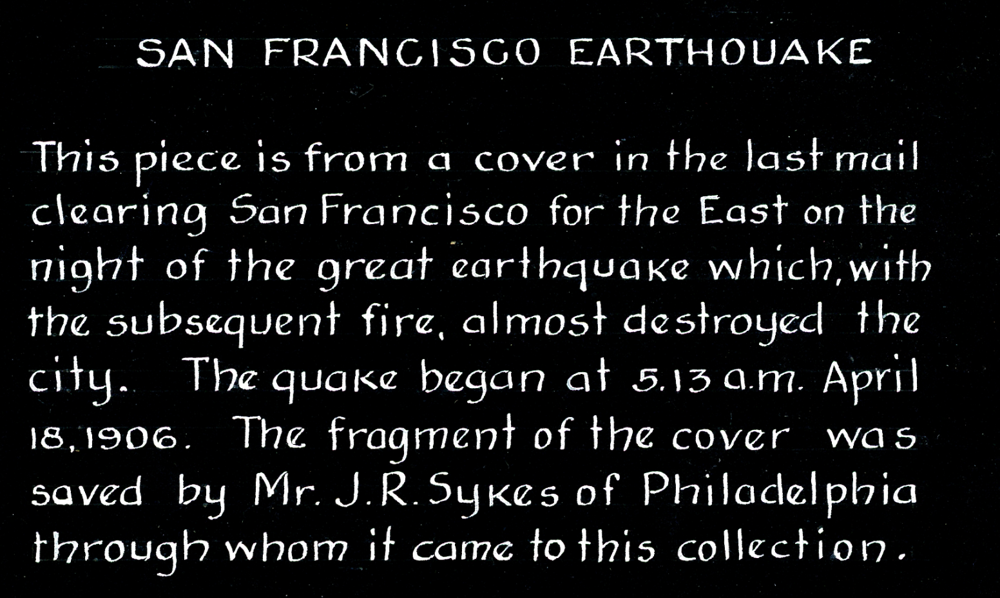 SAN FRANCISCO EARTHOUAKE
This piece is from a cover in the last mail
clearing San Francisco for the East on the
night of the great earthquake which, with
the subsequent fire, almost destroyed the
city. The quake began at 5.13 a.m. April
18, 1906. The fragment of the cover was
saved by Mr. J. R. Sykes of Philadelphia
through whom it came to this collection.